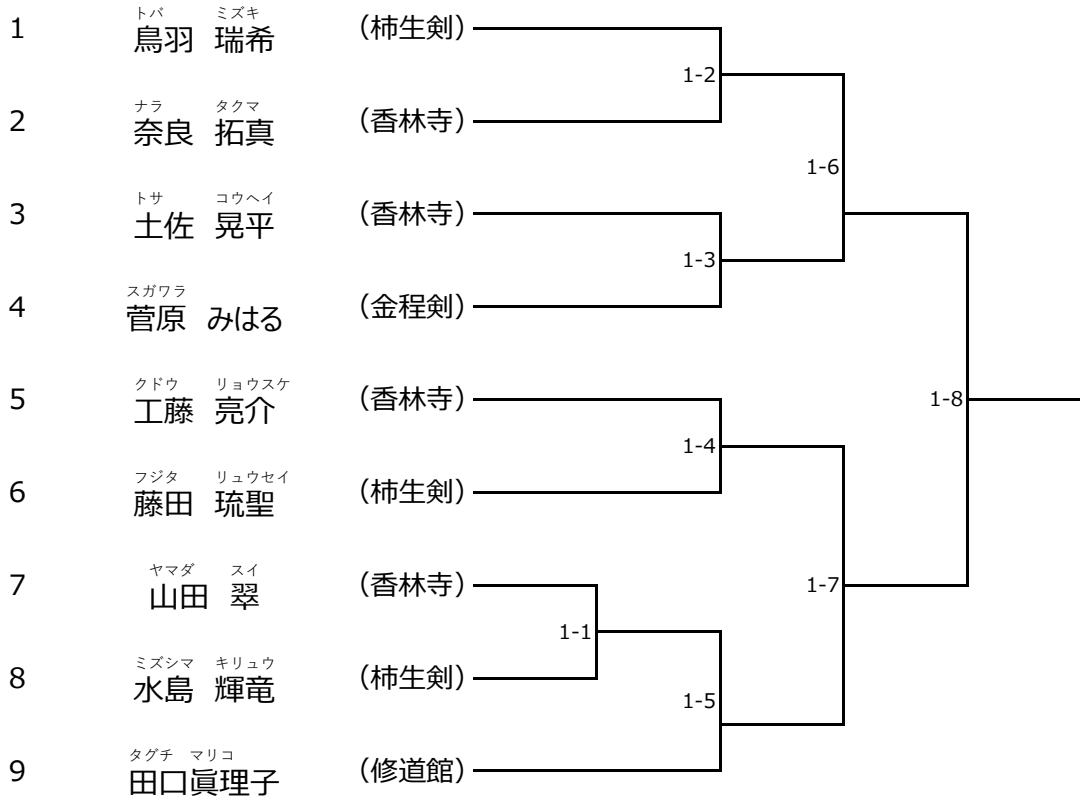 トバ ミズキ
1 鳥羽 瑞希 (柿生剣)
1-2
ナラ タクマ
2 奈良 拓真 (香林寺)
1-6
トサ コウヘイ
3 土佐 晃平 (香林寺)
1-3
スガワラ
4 菅原 みはる (金程剣)
クドウ リョウスケ
5 工藤 亮介 (香林寺)
1-8
1-4
フジタ リュウセイ
6 藤田 琉聖 (柿生剣)
ヤマダ スイ
7 山田 翠 (香林寺)
1-7
1-1
ミズシマ キリュウ
8 水島 輝竜 (柿生剣)
1-5
タグチ マリコ
9 田口眞理子 (修道館)